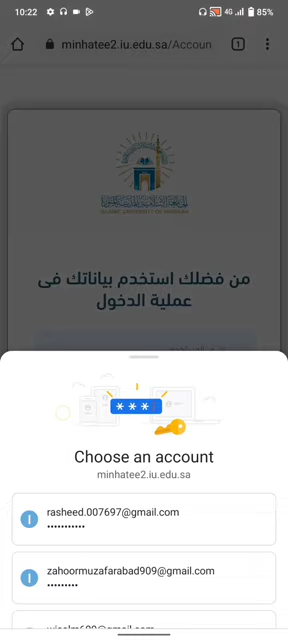 10:22
4G
85%
minhatee2.iu.edu.sa/Accoun
1
ISLAMIC UNIVERSITY OF MADINAH
من فضلك استخدم بياناتك فى
عملية الدخول
Choose an account
minhatee2.iu.edu.sa
I
rasheed.007697@gmail.com
•••••••••••
I
zahoormuzafarabad909@gmail.com
•••••••••